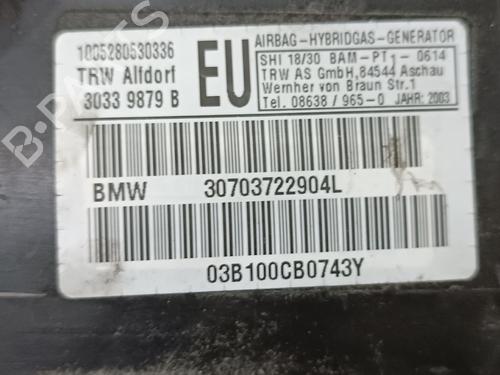 1005280530336
TRW Alfdorf
3033 9879 B
EU
AIRBAG-HYBRIDGAS-GENERATOR
SHI 18/30 BAM-PT1-0614
TRW AS GmbH, 84544 Aschau
Wernher von Braun Str.1
Tel. 08638 / 965-0 JAHR: 2003
BMW 30703722904L
03B100CB0743Y
B-Parts